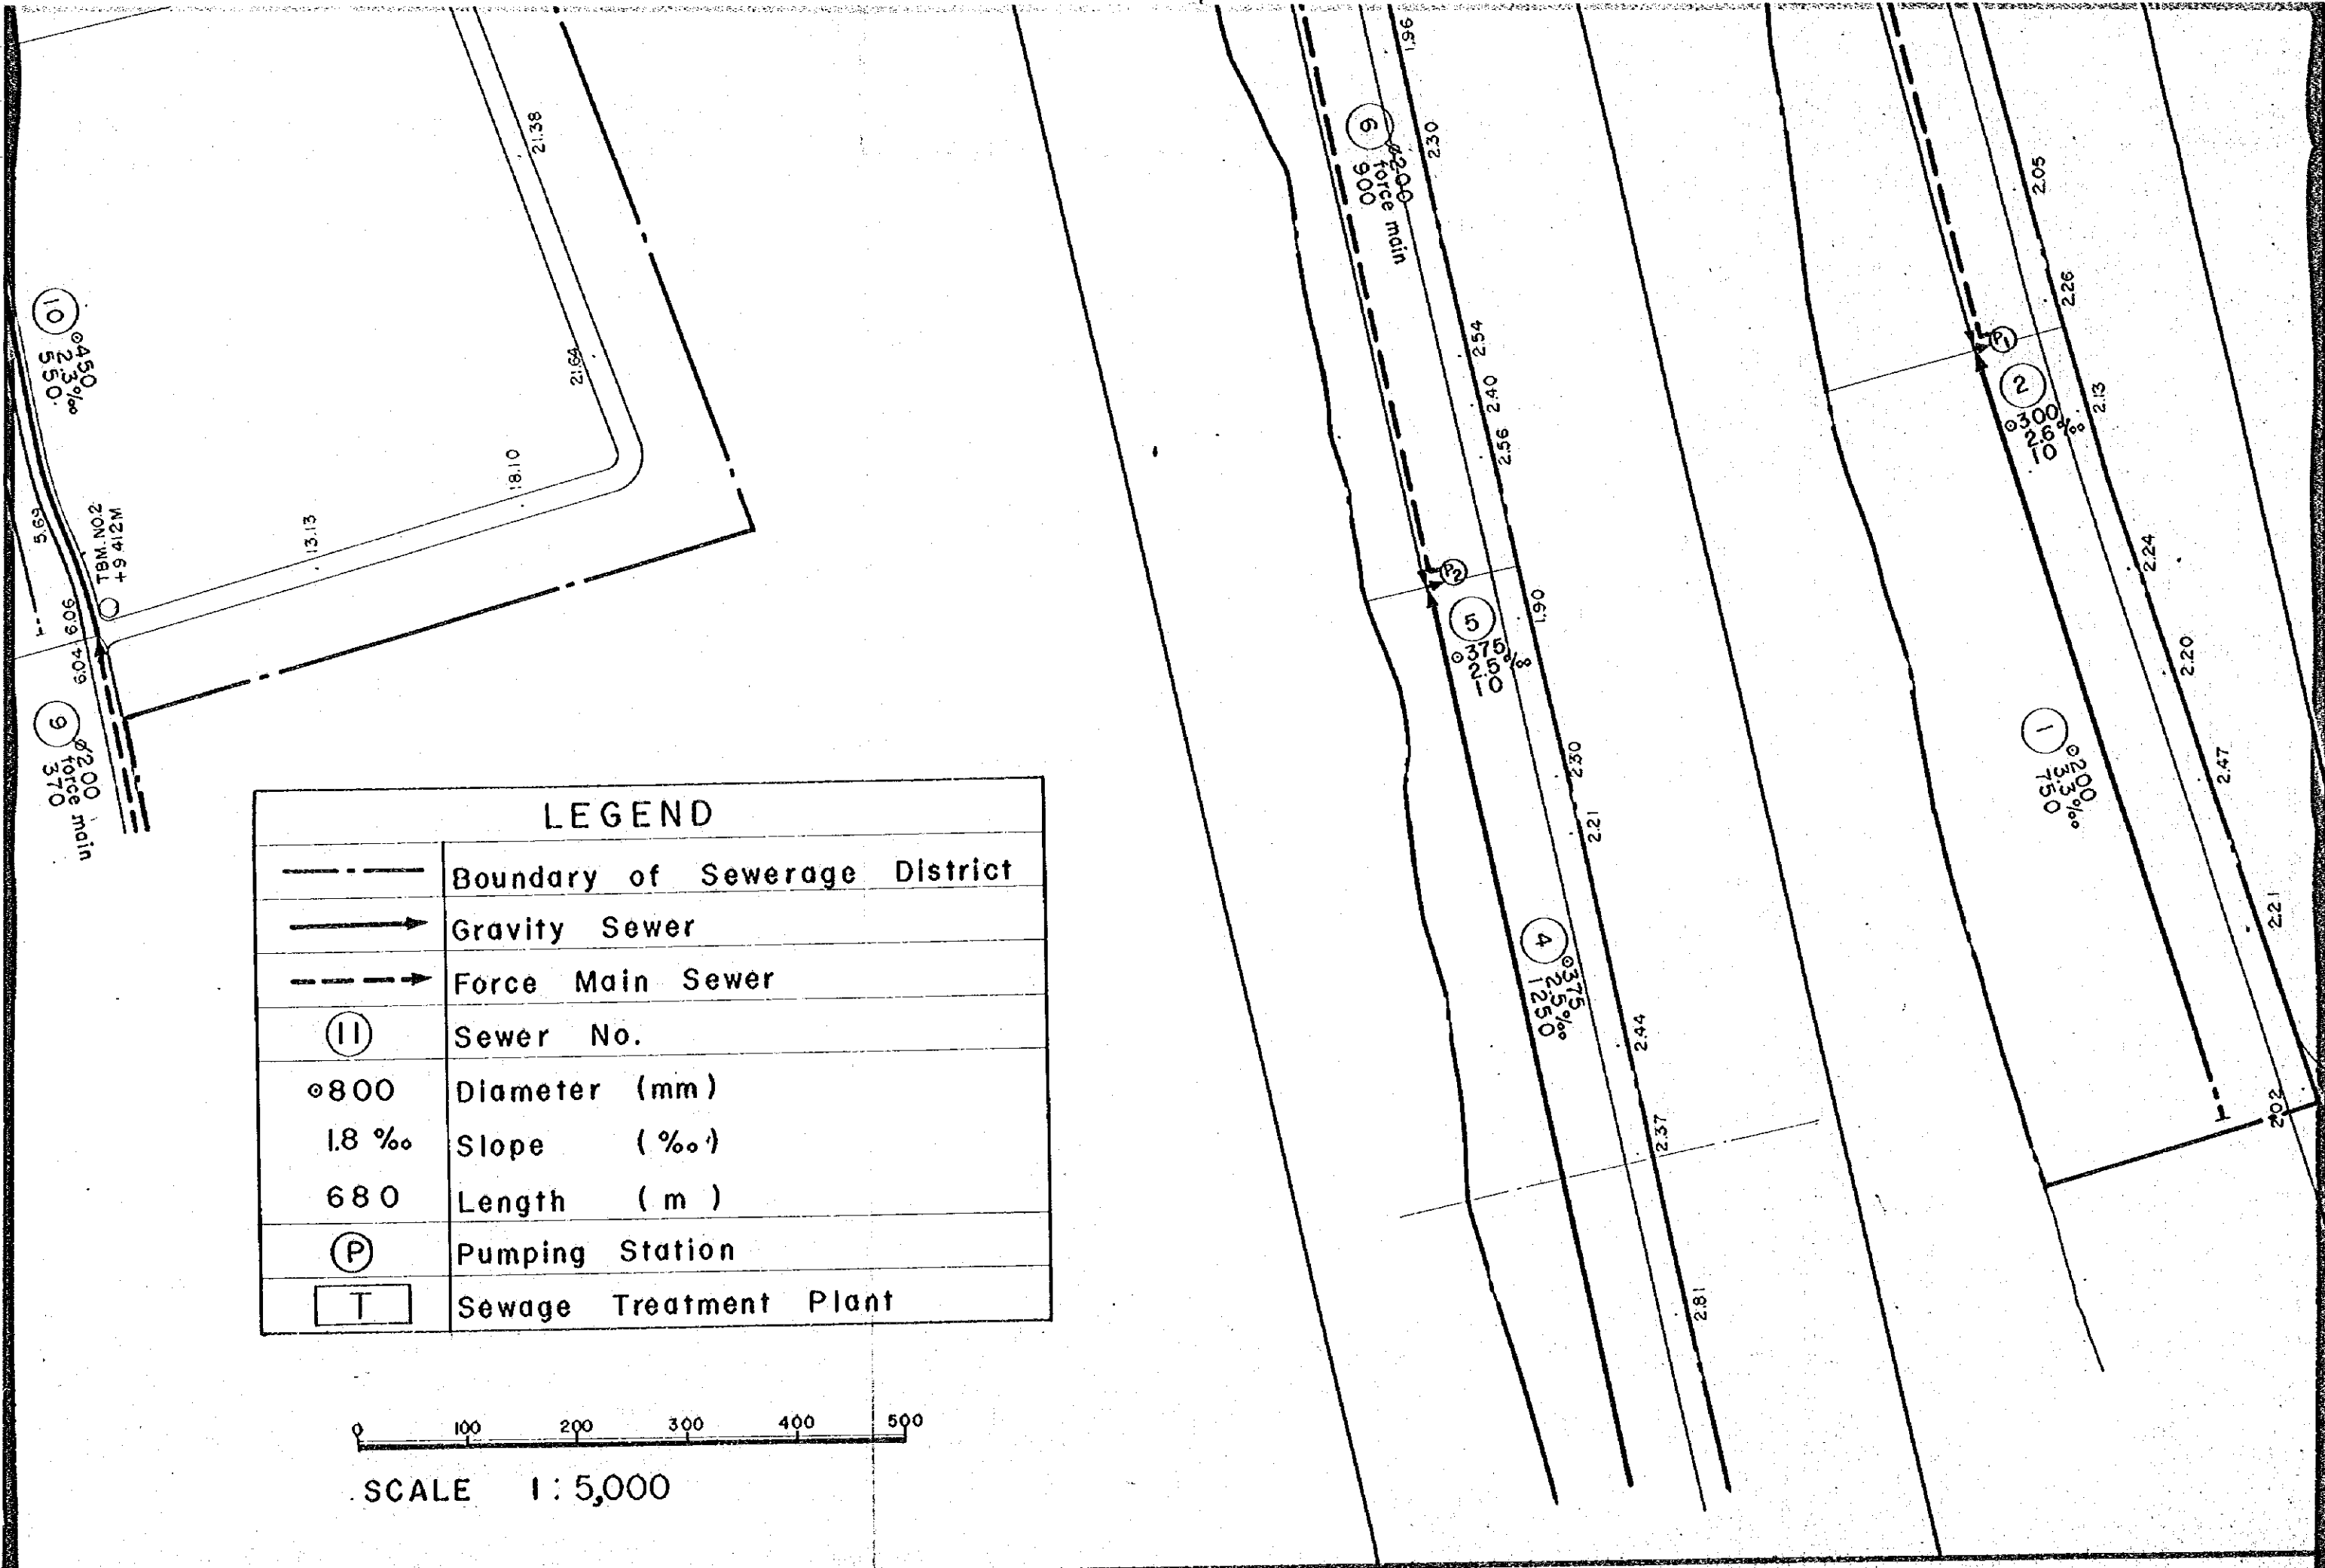 21.38
21.64
18.10
13.13
10
⌀450
2.3‰
550
5.69
TBM.NO.2
+9.412M
6.06
6.04
9
⌀200
force main
370
1.96
2.30
6
⌀200
force main
900
2.54
2.40
2.56
P2
5
⌀375
2.5‰
10
1.90
2.30
2.21
4
⌀375
2.5‰
1250
2.44
2.37
2.81
2.05
2.26
P1
2
⌀300
2.6‰
10
2.13
2.24
2.20
1
⌀200
3.3‰
750
2.47
2.21
2.02
LEGEND
Boundary of Sewerage District
Gravity Sewer
Force Main Sewer
11 Sewer No.
⌀800 Diameter (mm)
1.8 ‰ Slope (‰)
680 Length (m)
P Pumping Station
T Sewage Treatment Plant
0 100 200 300 400 500
SCALE 1:5,000